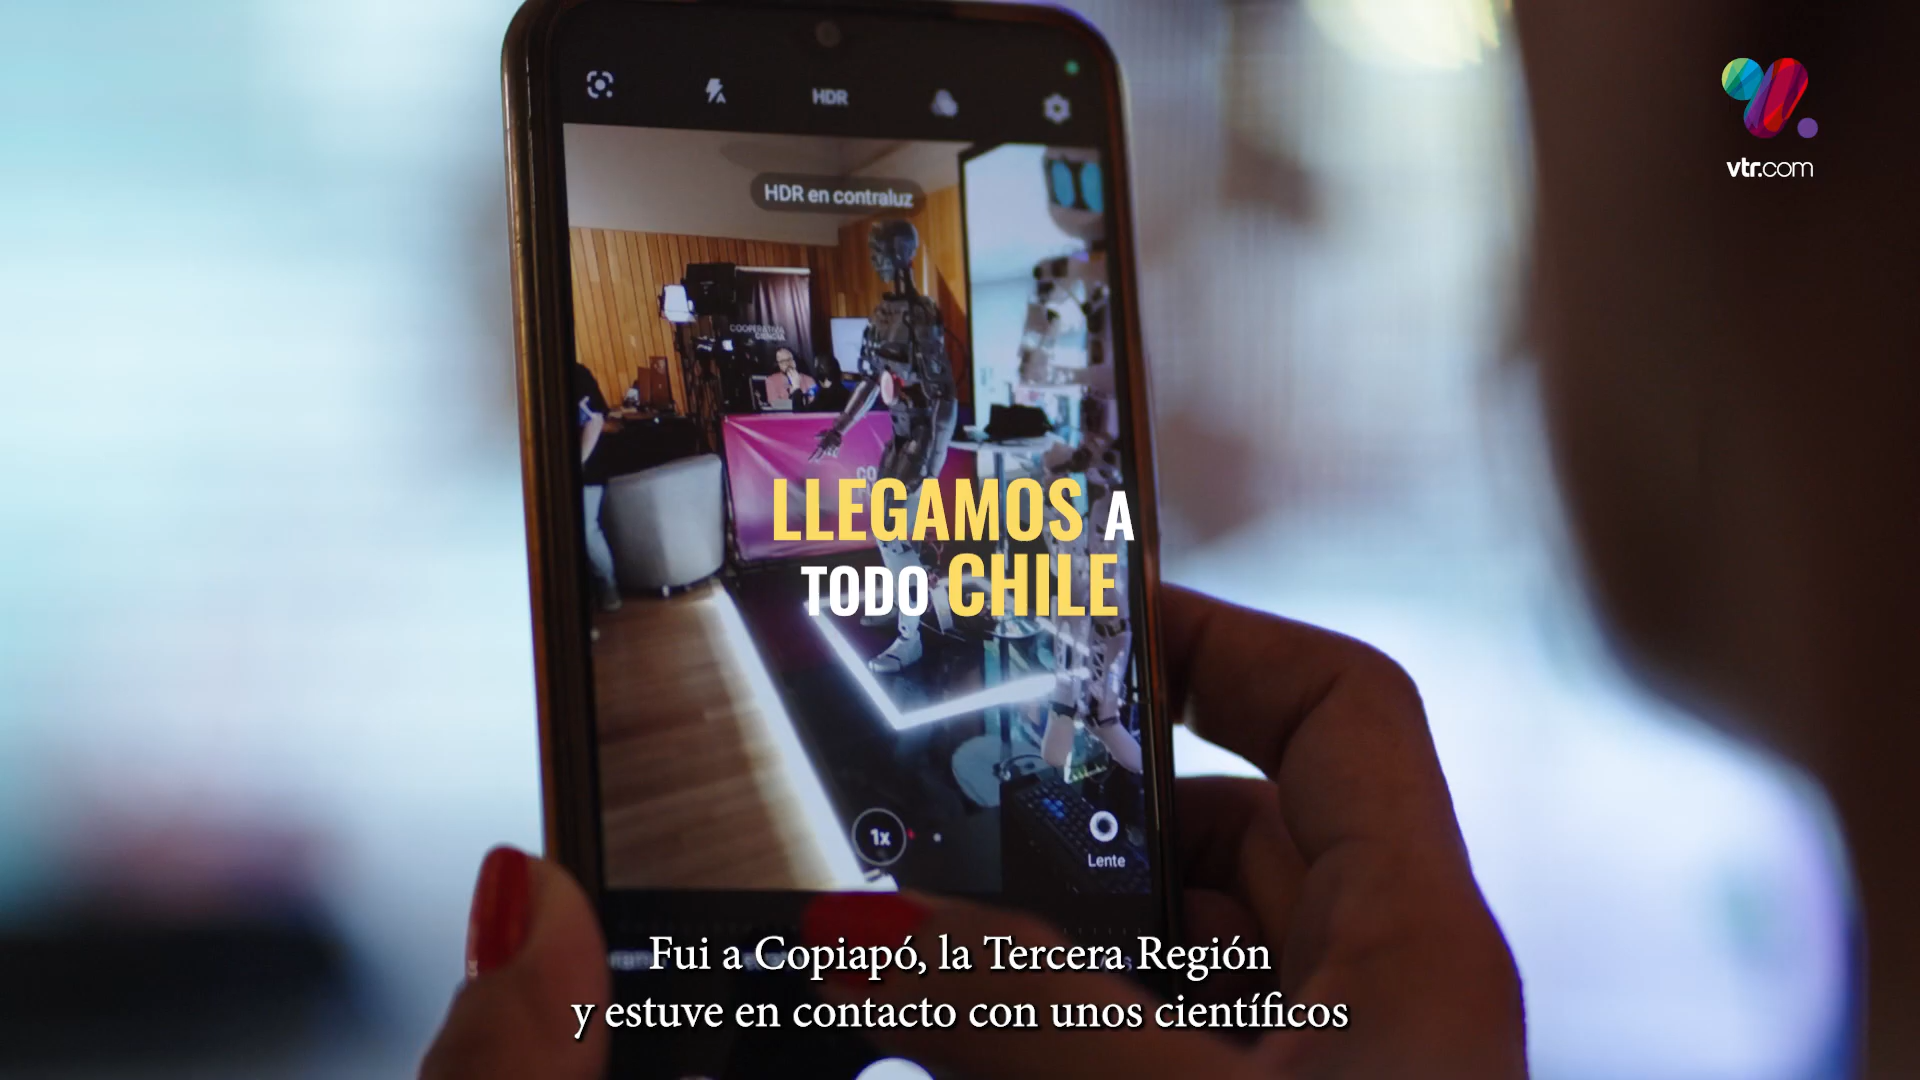 HDR
vtr.com
HDR en contraluz
COOPERATIVA
CIENCIA
CO
LLEGAMOS A
TODO CHILE
1x
Lente
Fui a Copiapó, la Tercera Región
y estuve en contacto con unos científicos